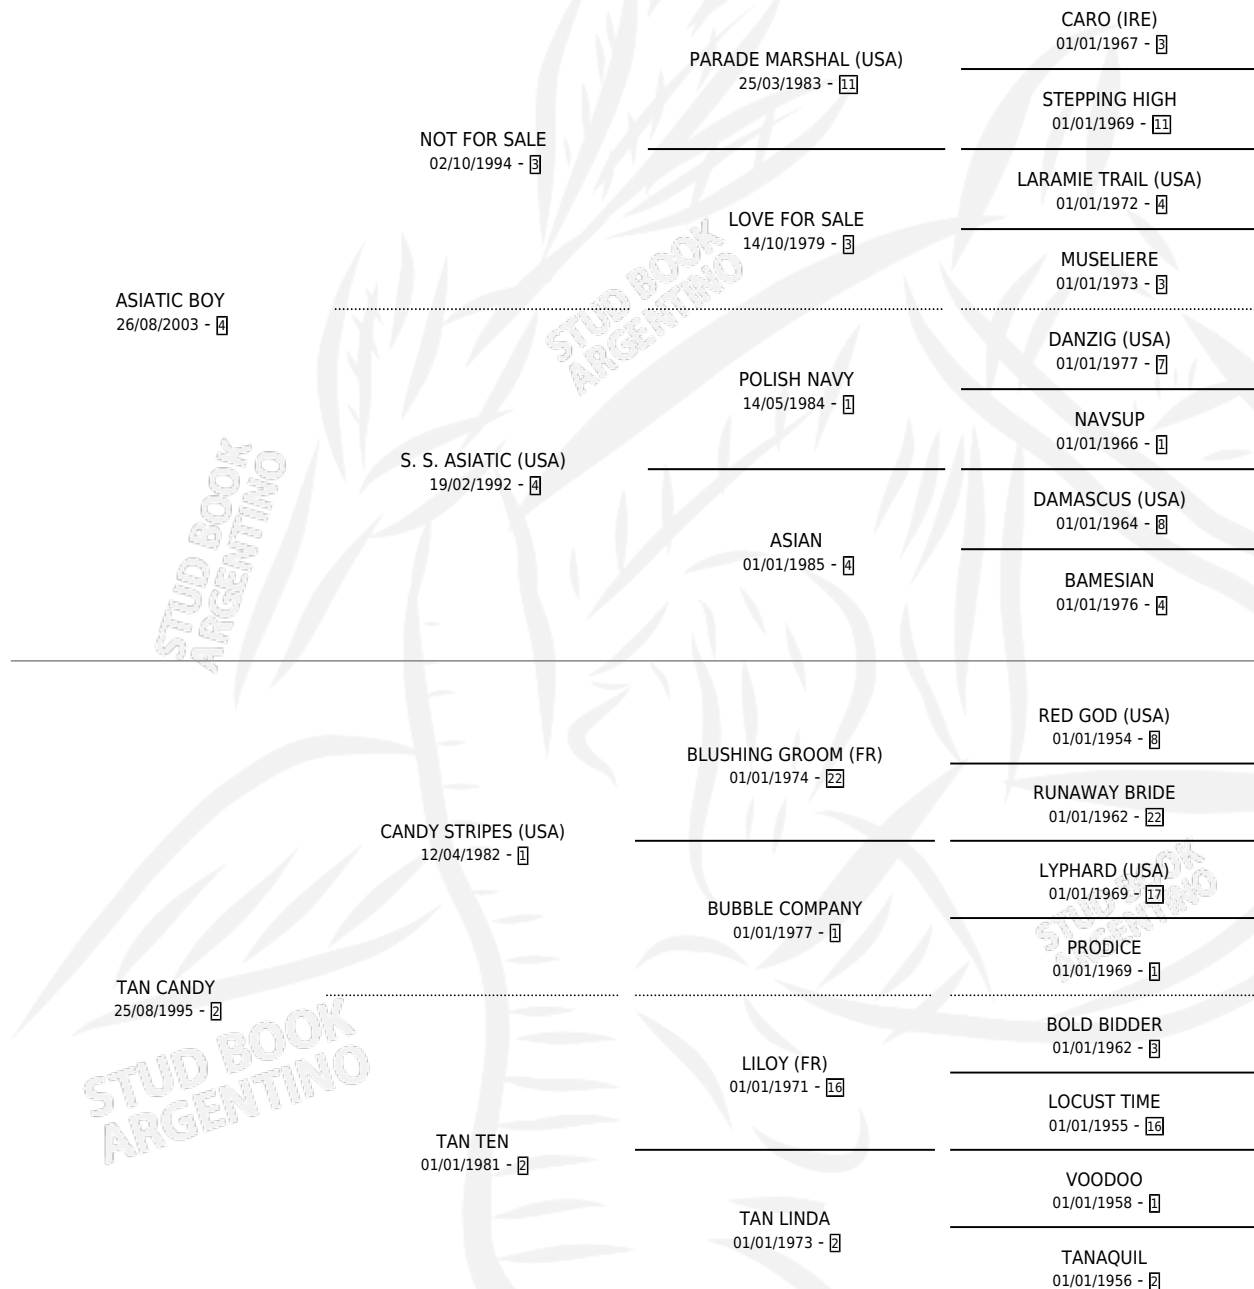 CARO (IRE)
01/01/1967 - 3
PARADE MARSHAL (USA)
25/03/1983 - 11
STEPPING HIGH
01/01/1969 - 11
NOT FOR SALE
02/10/1994 - 3
LARAMIE TRAIL (USA)
01/01/1972 - 4
LOVE FOR SALE
14/10/1979 - 3
MUSELIERE
01/01/1973 - 3
ASIATIC BOY
26/08/2003 - 4
STUD BOOK
ARGENTINO
DANZIG (USA)
01/01/1977 - 7
POLISH NAVY
14/05/1984 - 1
NAVSUP
01/01/1966 - 1
S. S. ASIATIC (USA)
19/02/1992 - 4
DAMASCUS (USA)
01/01/1964 - 8
ASIAN
01/01/1985 - 4
BAMESIAN
01/01/1976 - 4
STUD BOOK
ARGENTINO
RED GOD (USA)
01/01/1954 - 8
BLUSHING GROOM (FR)
01/01/1974 - 22
RUNAWAY BRIDE
01/01/1962 - 22
CANDY STRIPES (USA)
12/04/1982 - 1
LYPHARD (USA)
01/01/1969 - 17
BUBBLE COMPANY
01/01/1977 - 1
STUD BOOK
ARGENTINO
PRODICE
01/01/1969 - 1
TAN CANDY
25/08/1995 - 2
BOLD BIDDER
01/01/1962 - 3
STUD BOOK
ARGENTINO
LILOY (FR)
01/01/1971 - 16
LOCUST TIME
01/01/1955 - 16
TAN TEN
01/01/1981 - 2
VOODOO
01/01/1958 - 1
TAN LINDA
01/01/1973 - 2
TANAQUIL
01/01/1956 - 2